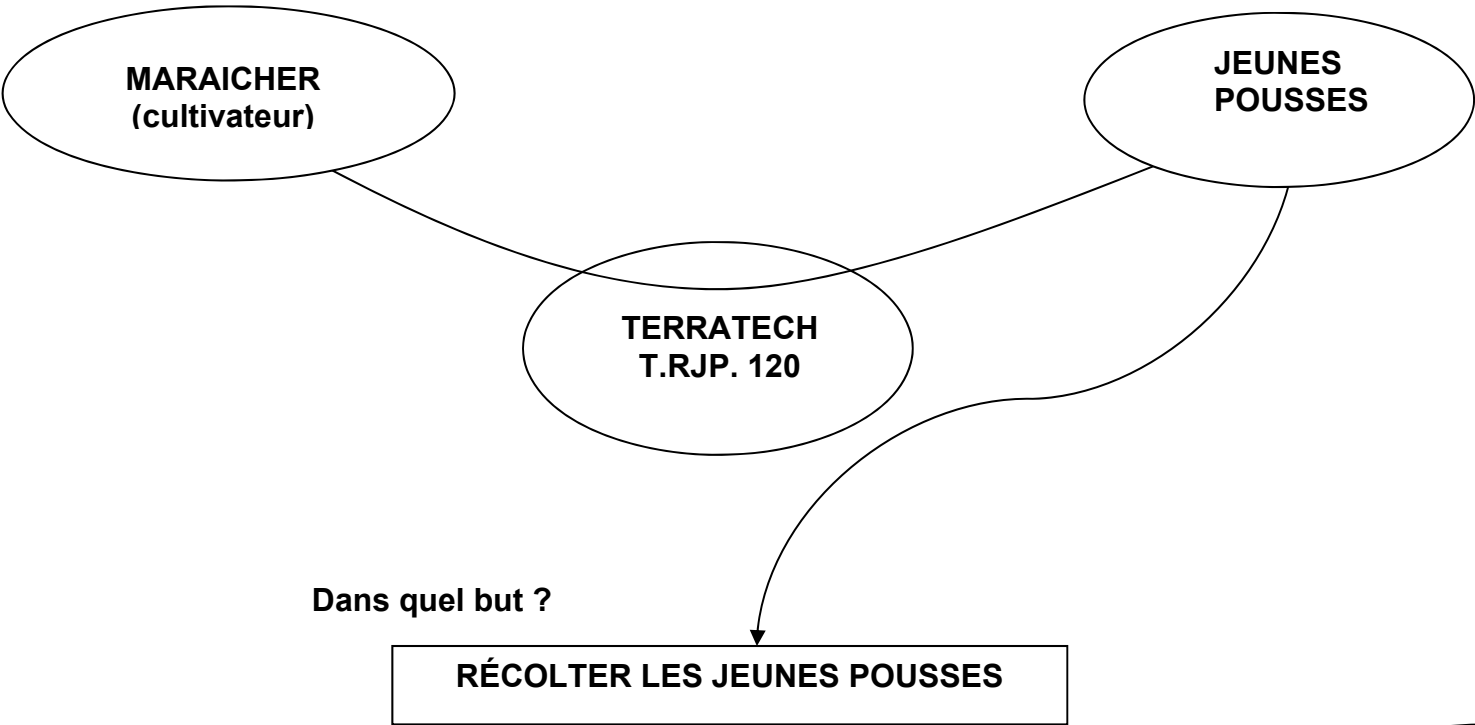 MARAICHER
(cultivateur)
JEUNES
POUSSES
TERRATECH
T.RJP. 120
Dans quel but ?
RÉCOLTER LES JEUNES POUSSES